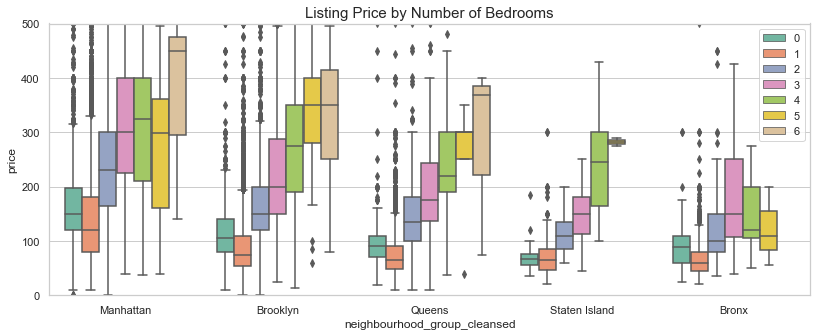 Listing Price by Number of Bedrooms
500
400
300
200
100
0
price
0
1
2
3
4
5
6
Manhattan
Brooklyn
Queens
Staten Island
Bronx
neighbourhood_group_cleansed